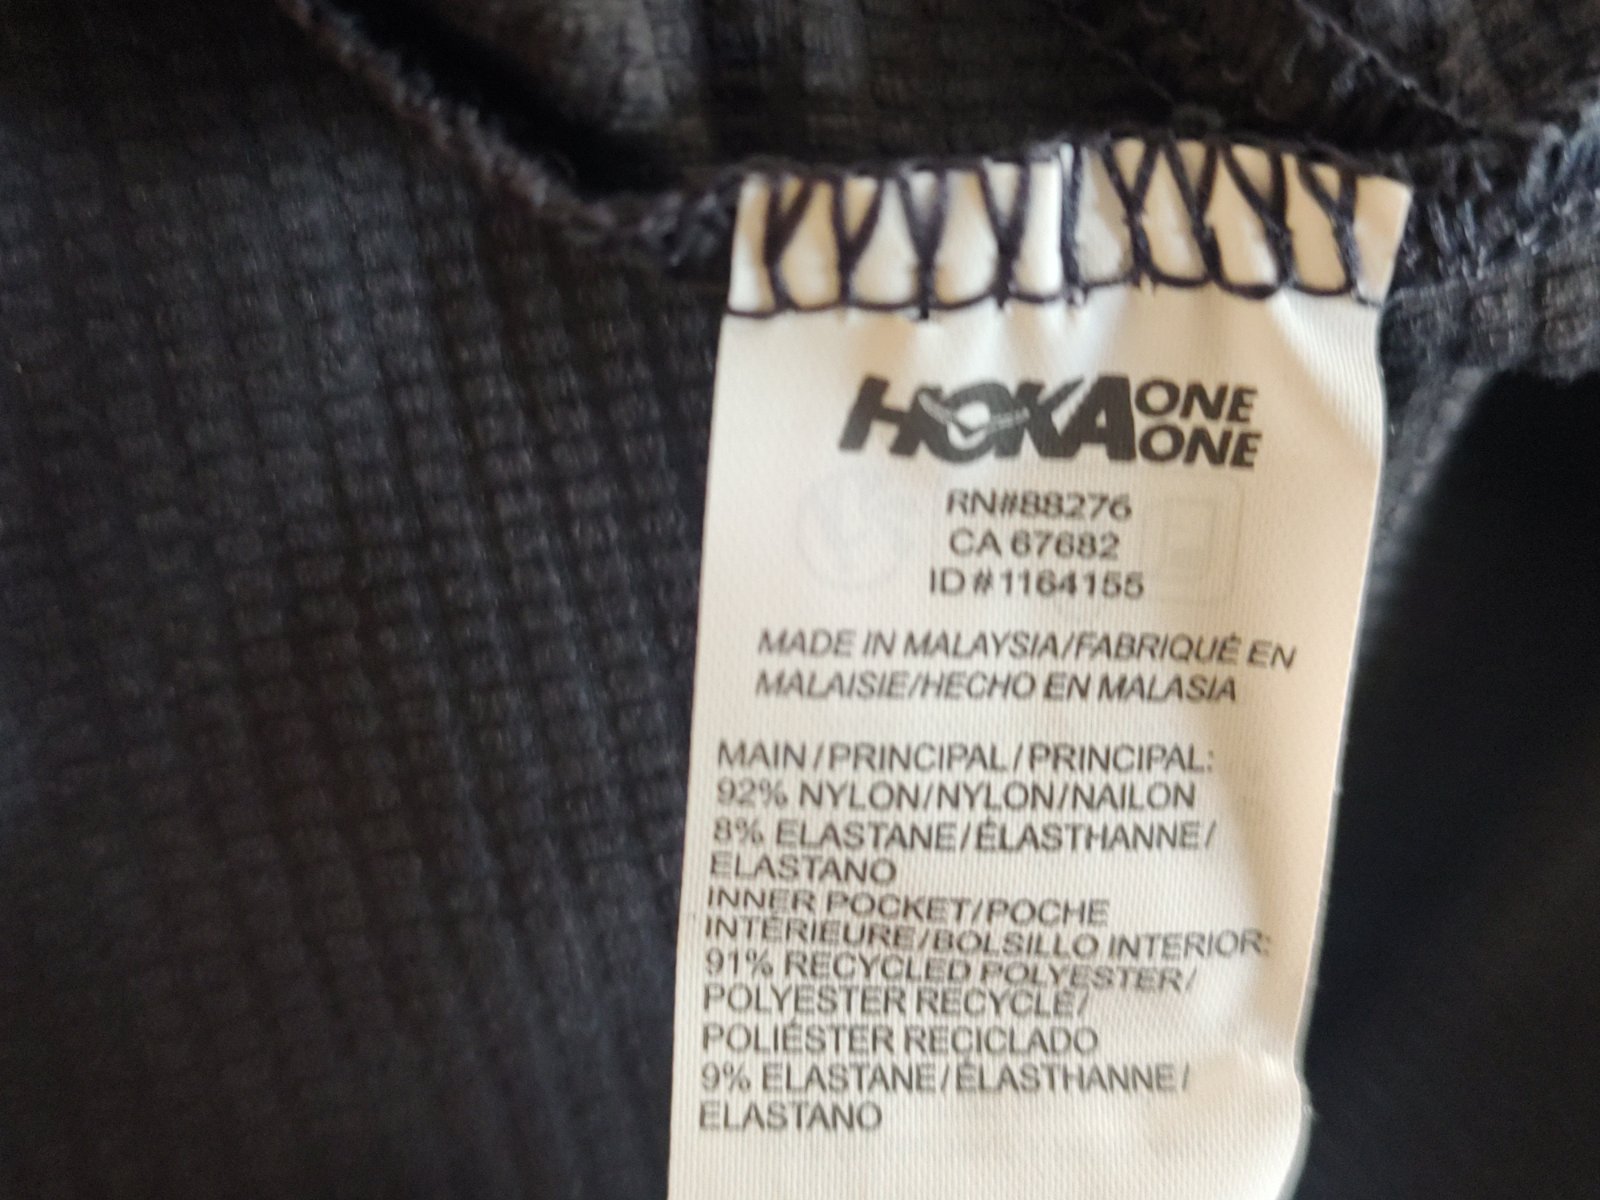 HOKA ONE ONE
RN#88276
CA 67682
ID#1164155
MADE IN MALAYSIA/FABRIQUÉ EN
MALAISIE/HECHO EN MALASIA
MAIN/PRINCIPAL/PRINCIPAL:
92% NYLON/NYLON/NAILON
8% ELASTANE/ÉLASTHANNE/
ELASTANO
INNER POCKET/POCHE
INTÉRIEURE/BOLSILLO INTERIOR:
91% RECYCLED POLYESTER/
POLYESTER RECYCLÉ/
POLIÉSTER RECICLADO
9% ELASTANE/ÉLASTHANNE/
ELASTANO